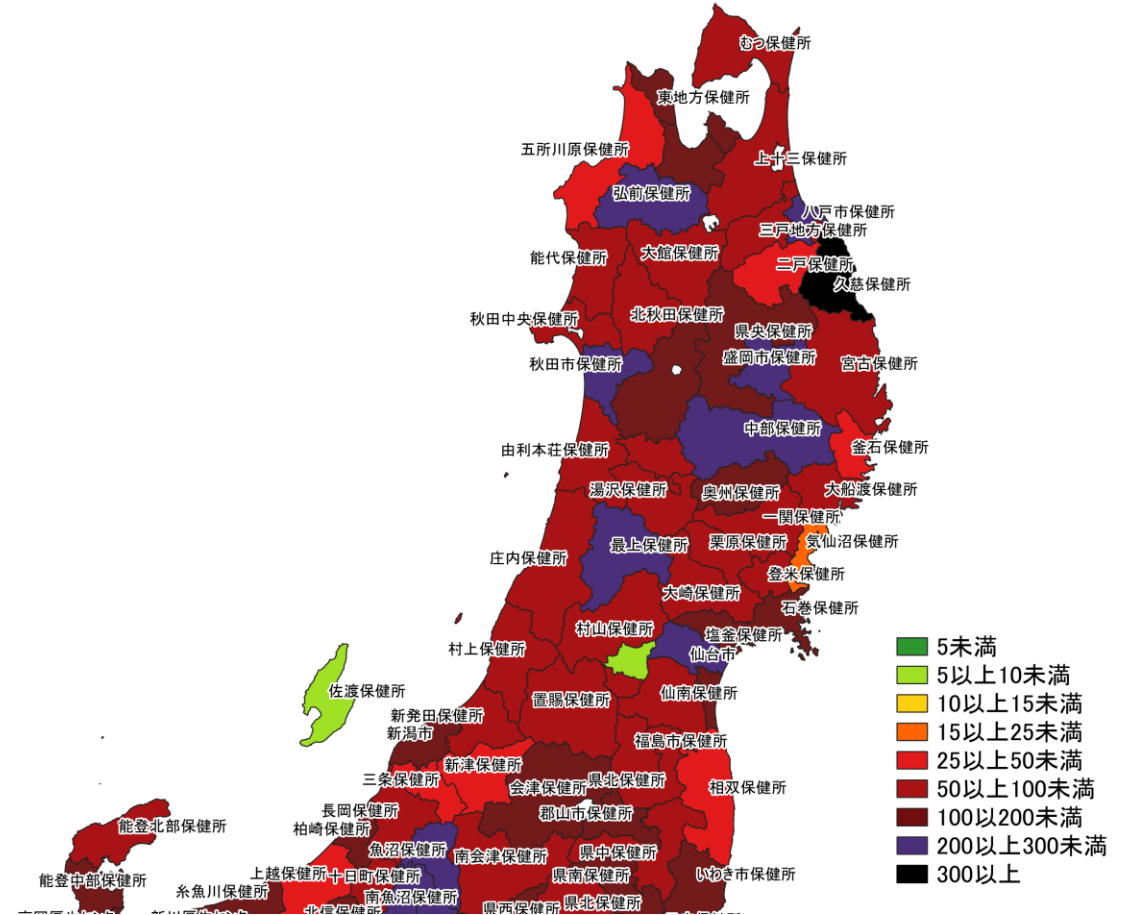 むつ保健所
東地方保健所
五所川原保健所
上十三保健所
弘前保健所
八戸市保健所
三戸地方保健所
大館保健所
能代保健所
二戸保健所
久慈保健所
北秋田保健所
秋田中央保健所
県央保健所
盛岡市保健所
秋田市保健所
宮古保健所
中部保健所
釜石保健所
由利本荘保健所
湯沢保健所
奥州保健所
大船渡保健所
一関保健所
気仙沼保健所
栗原保健所
最上保健所
庄内保健所
登米保健所
大崎保健所
石巻保健所
村山保健所
塩釜保健所
村上保健所
仙台市
佐渡保健所
仙南保健所
置賜保健所
新発田保健所
新潟市
福島市保健所
新津保健所
三条保健所
会津保健所
県北保健所
相双保健所
長岡保健所
郡山市保健所
能登北部保健所
柏崎保健所
魚沼保健所
南会津保健所
県中保健所
上越保健所
十日町保健所
県南保健所
いわき市保健所
能登中部保健所
糸魚川保健所
南魚沼保健所
県西保健所
県北保健所
北信保健所
5未満
5以上10未満
10以上15未満
15以上25未満
25以上50未満
50以上100未満
100以200未満
200以上300未満
300以上